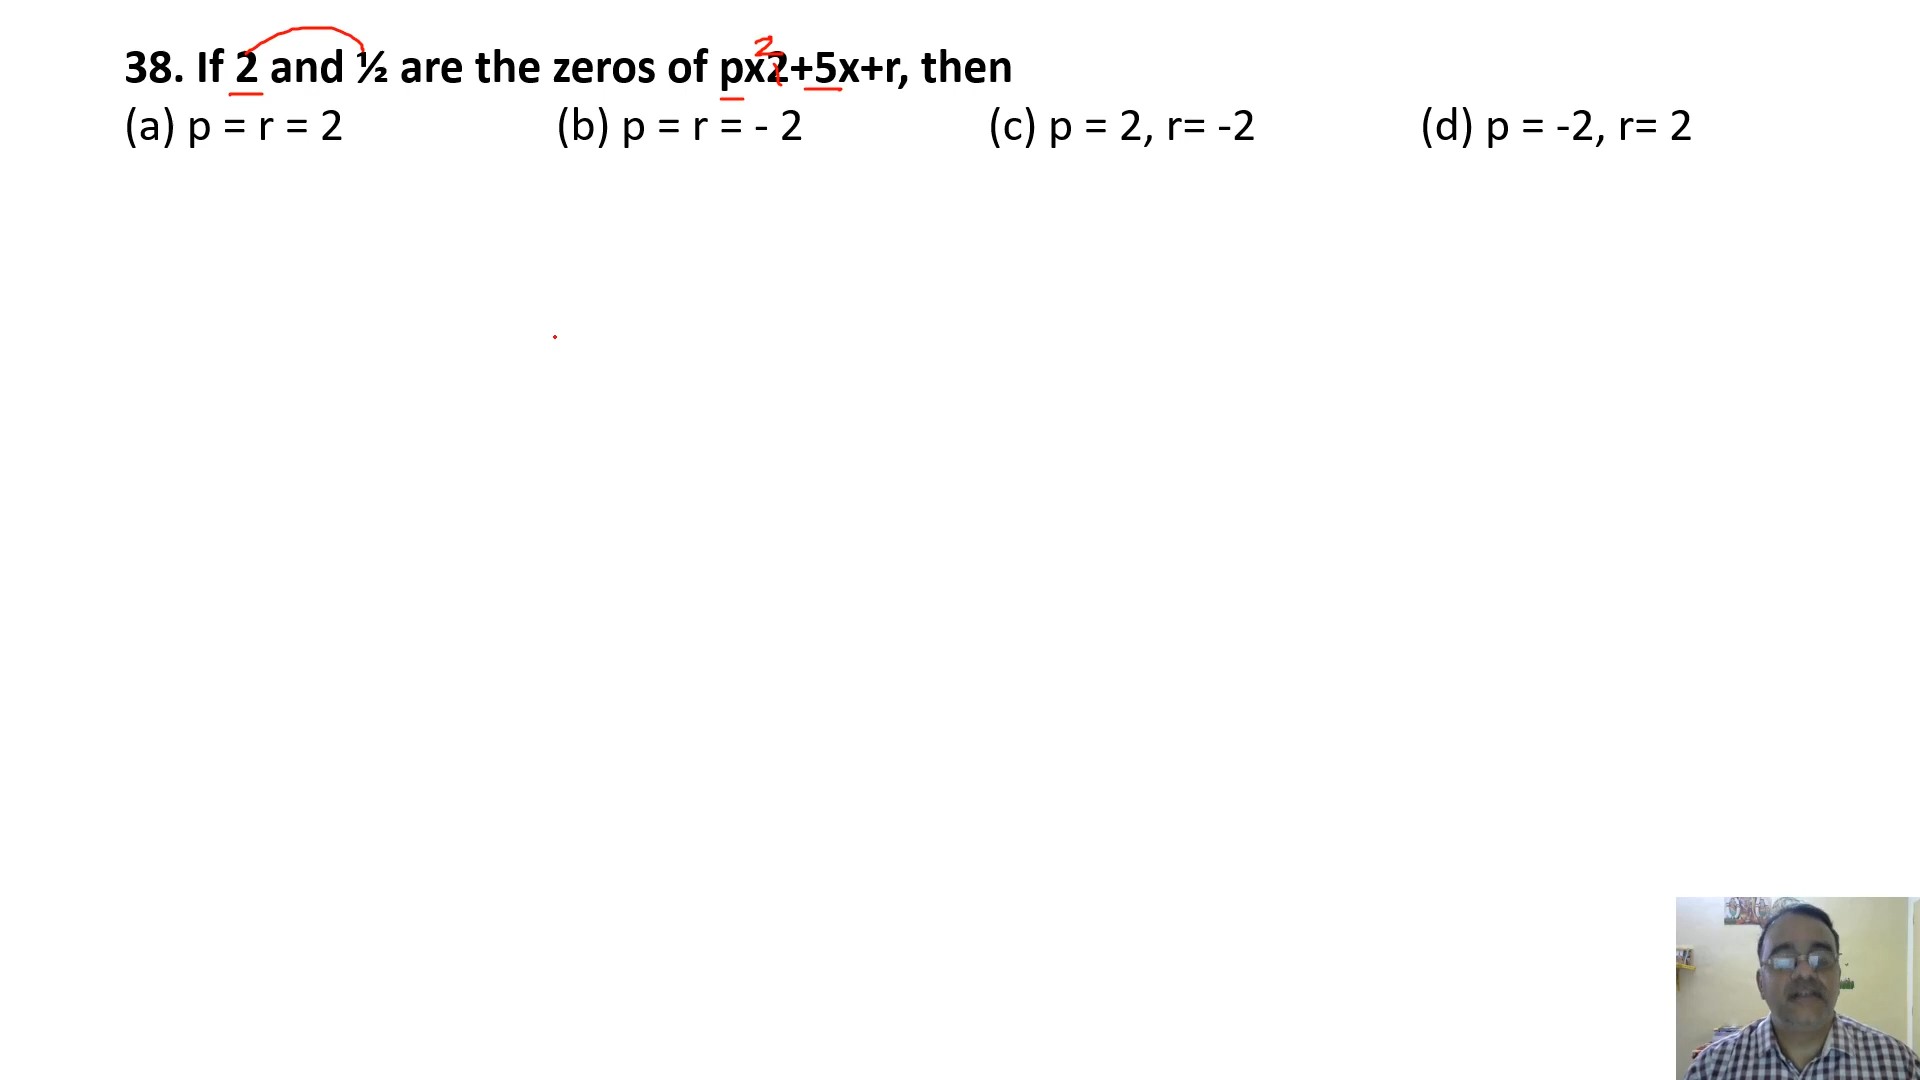 38. If 2 and ½ are the zeros of px2+5x+r, then
2
(a) p = r = 2 (b) p = r = - 2 (c) p = 2, r= -2 (d) p = -2, r= 2